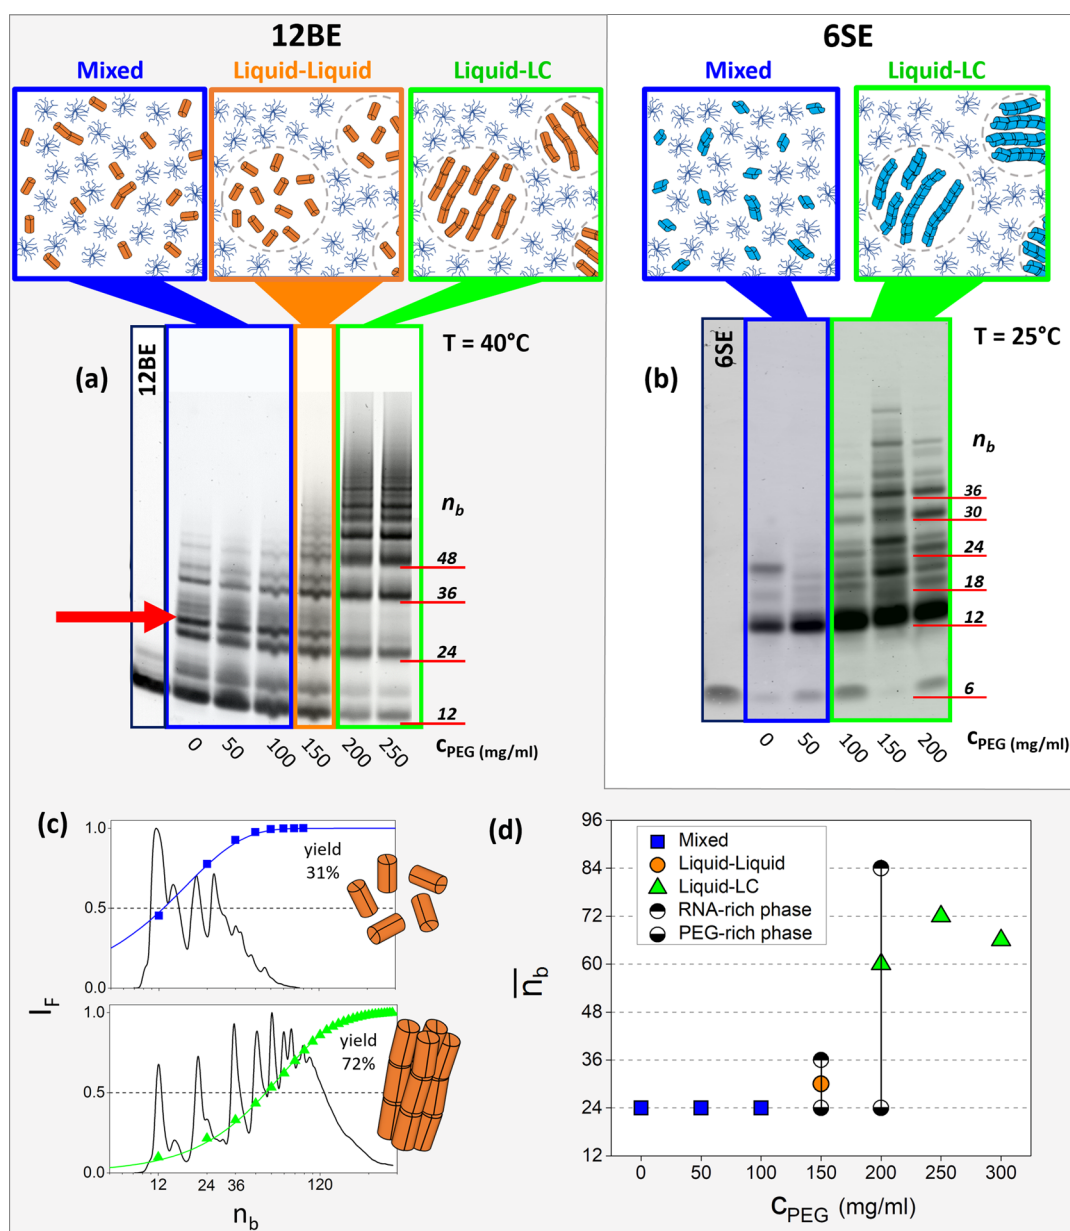 12BE
6SE
Mixed
Liquid-Liquid
Liquid-LC
Mixed
Liquid-LC
12BE
(a)
T = 40°C
n_b
48
36
24
12
0
50
100
150
200
250
c_PEG (mg/ml)
6SE
(b)
T = 25°C
n_b
36
30
24
18
12
6
0
50
100
150
200
c_PEG (mg/ml)
(c)
1.0
0.5
0.0
yield
31%
1.0
0.5
0.0
yield
72%
I_F
12
24
36
120
n_b
(d)
96
84
72
60
48
36
24
12
Mixed
Liquid-Liquid
Liquid-LC
RNA-rich phase
PEG-rich phase
n̅_b
0
50
100
150
200
250
300
C_PEG (mg/ml)